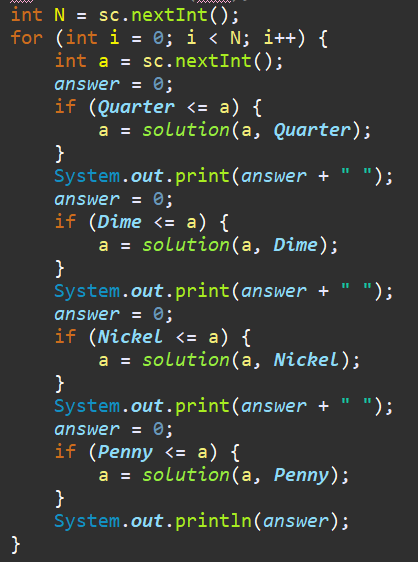 int N = sc.nextInt();
for (int i = 0; i < N; i++) {
    int a = sc.nextInt();
    answer = 0;
    if (Quarter <= a) {
        a = solution(a, Quarter);
    }
    System.out.print(answer + " ");
    answer = 0;
    if (Dime <= a) {
        a = solution(a, Dime);
    }
    System.out.print(answer + " ");
    answer = 0;
    if (Nickel <= a) {
        a = solution(a, Nickel);
    }
    System.out.print(answer + " ");
    answer = 0;
    if (Penny <= a) {
        a = solution(a, Penny);
    }
    System.out.println(answer);
}